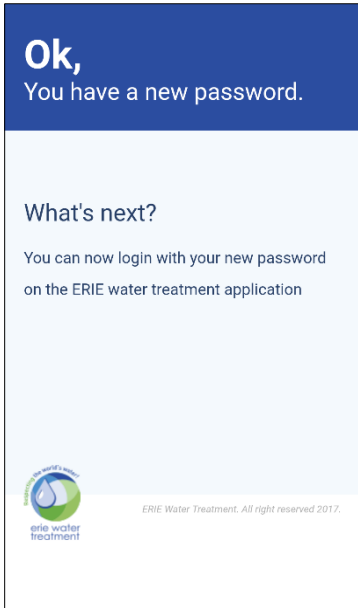 Ok,
You have a new password.
What's next?
You can now login with your new password
on the ERIE water treatment application
respecting the world's water!
erie water
treatment
ERIE Water Treatment. All right reserved 2017.